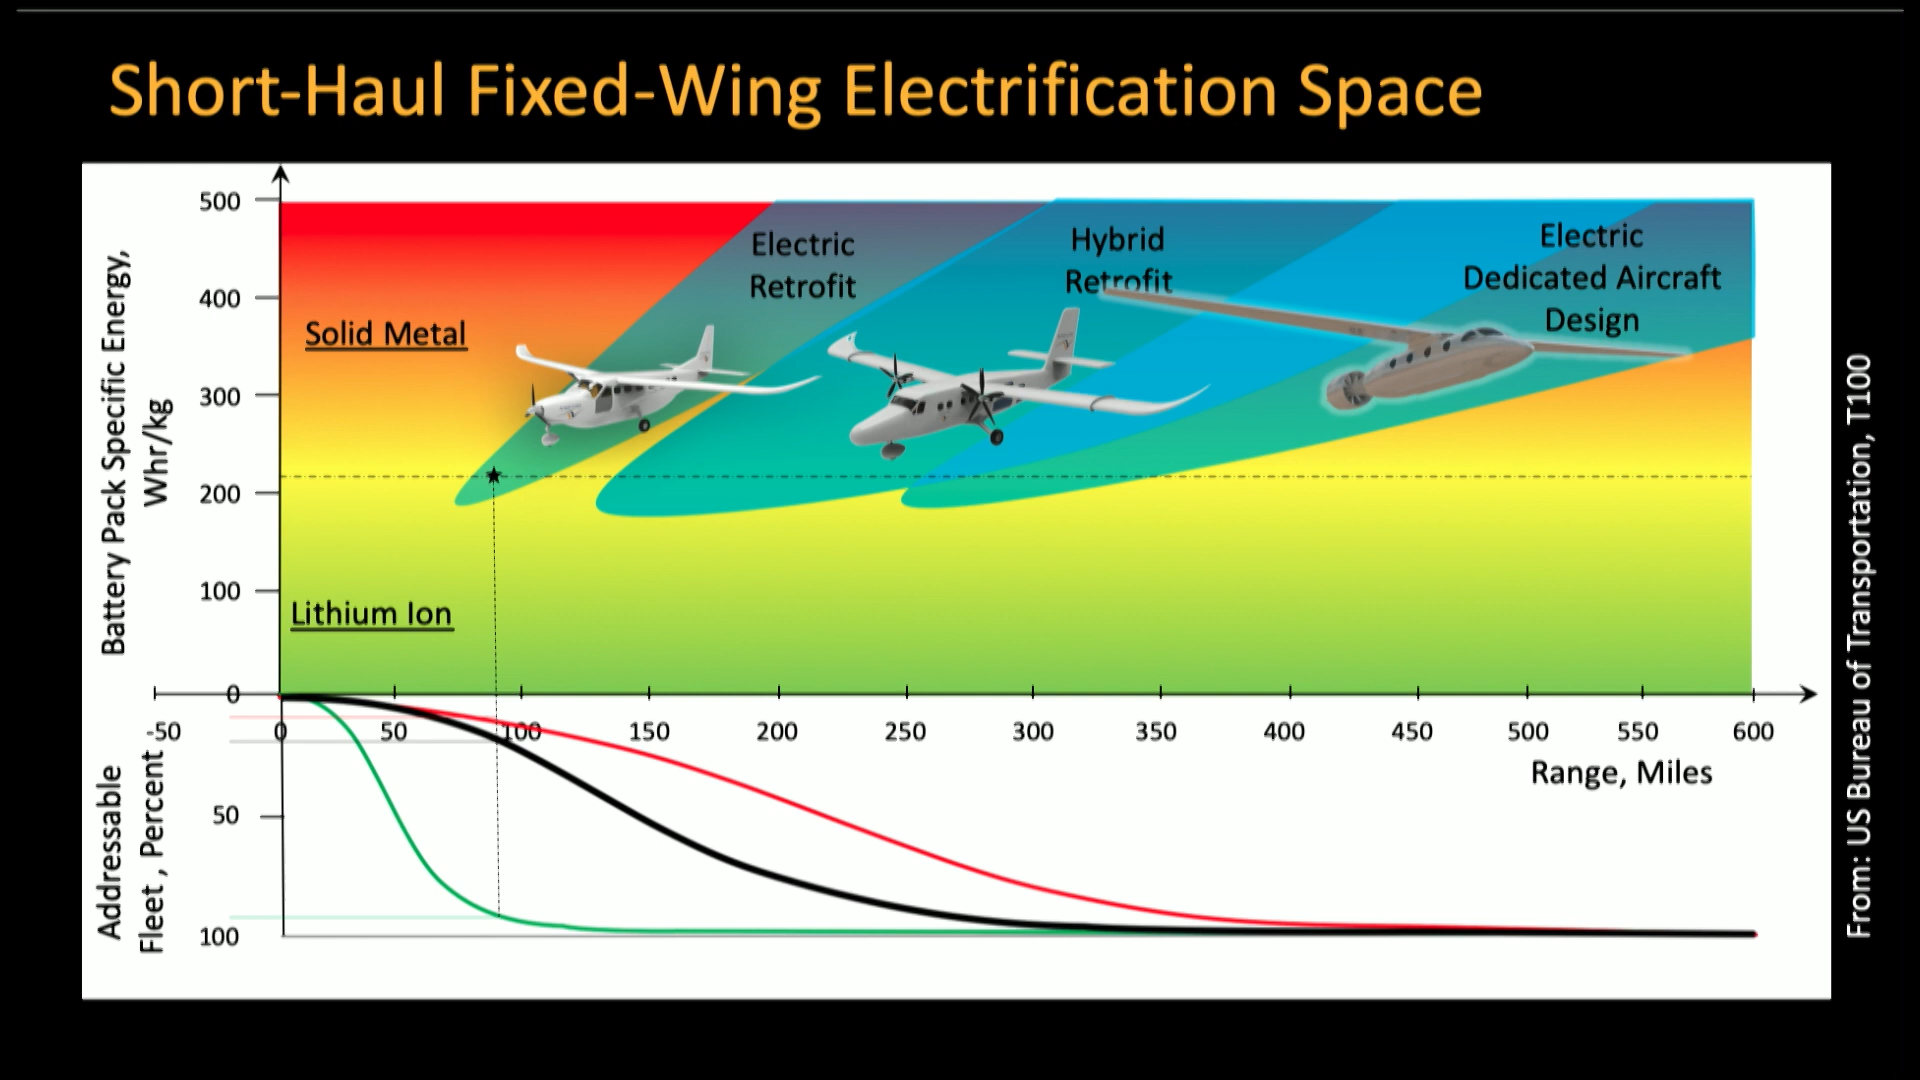 Short-Haul Fixed-Wing Electrification Space
500
400
300
200
100
0
Battery Pack Specific Energy,
Whr/kg
Electric
Retrofit
Hybrid
Retrofit
Electric
Dedicated Aircraft
Design
Solid Metal
Lithium Ion
-50
0
50
100
150
200
250
300
350
400
450
500
550
600
Range, Miles
50
100
Addressable
Fleet , Percent
From: US Bureau of Transportation, T100